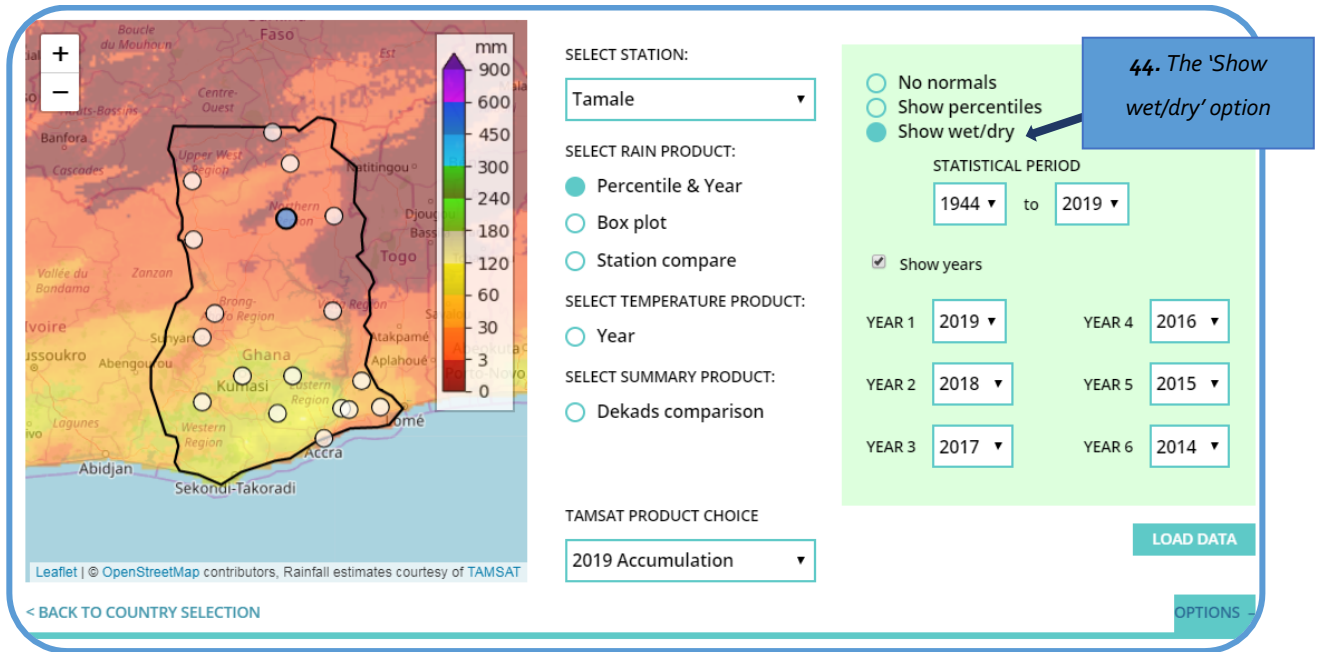 Boucle
du Mouhoun
Faso
Est
Centre-
Ouest
Hauts-Bassins
Banfora
Cascades
Upper West
Region
Natitingou
Northern
Djougou
Togo
Vallée du
Bandama
Zanzan
Brong-
Volta Region
Ivoire
Sunyani
Ghana
Atakpamé
ussoukro
Abengourou
Aplahoué
Abeokuta
Porto-Novo
Kumasi
Eastern
Region
Lagunes
Western
Region
Lomé
Accra
Abidjan
Sekondi-Takoradi
+
−
mm
900
600
450
300
240
180
120
60
30
3
0
Leaflet | © OpenStreetMap contributors, Rainfall estimates courtesy of TAMSAT
SELECT STATION:
Tamale
SELECT RAIN PRODUCT:
Percentile & Year
Box plot
Station compare
SELECT TEMPERATURE PRODUCT:
Year
SELECT SUMMARY PRODUCT:
Dekads comparison
TAMSAT PRODUCT CHOICE
2019 Accumulation
No normals
Show percentiles
Show wet/dry
44. The ‘Show
wet/dry’ option
STATISTICAL PERIOD
1944 to 2019
Show years
YEAR 1 2019 YEAR 4 2016
YEAR 2 2018 YEAR 5 2015
YEAR 3 2017 YEAR 6 2014
LOAD DATA
< BACK TO COUNTRY SELECTION
OPTIONS –